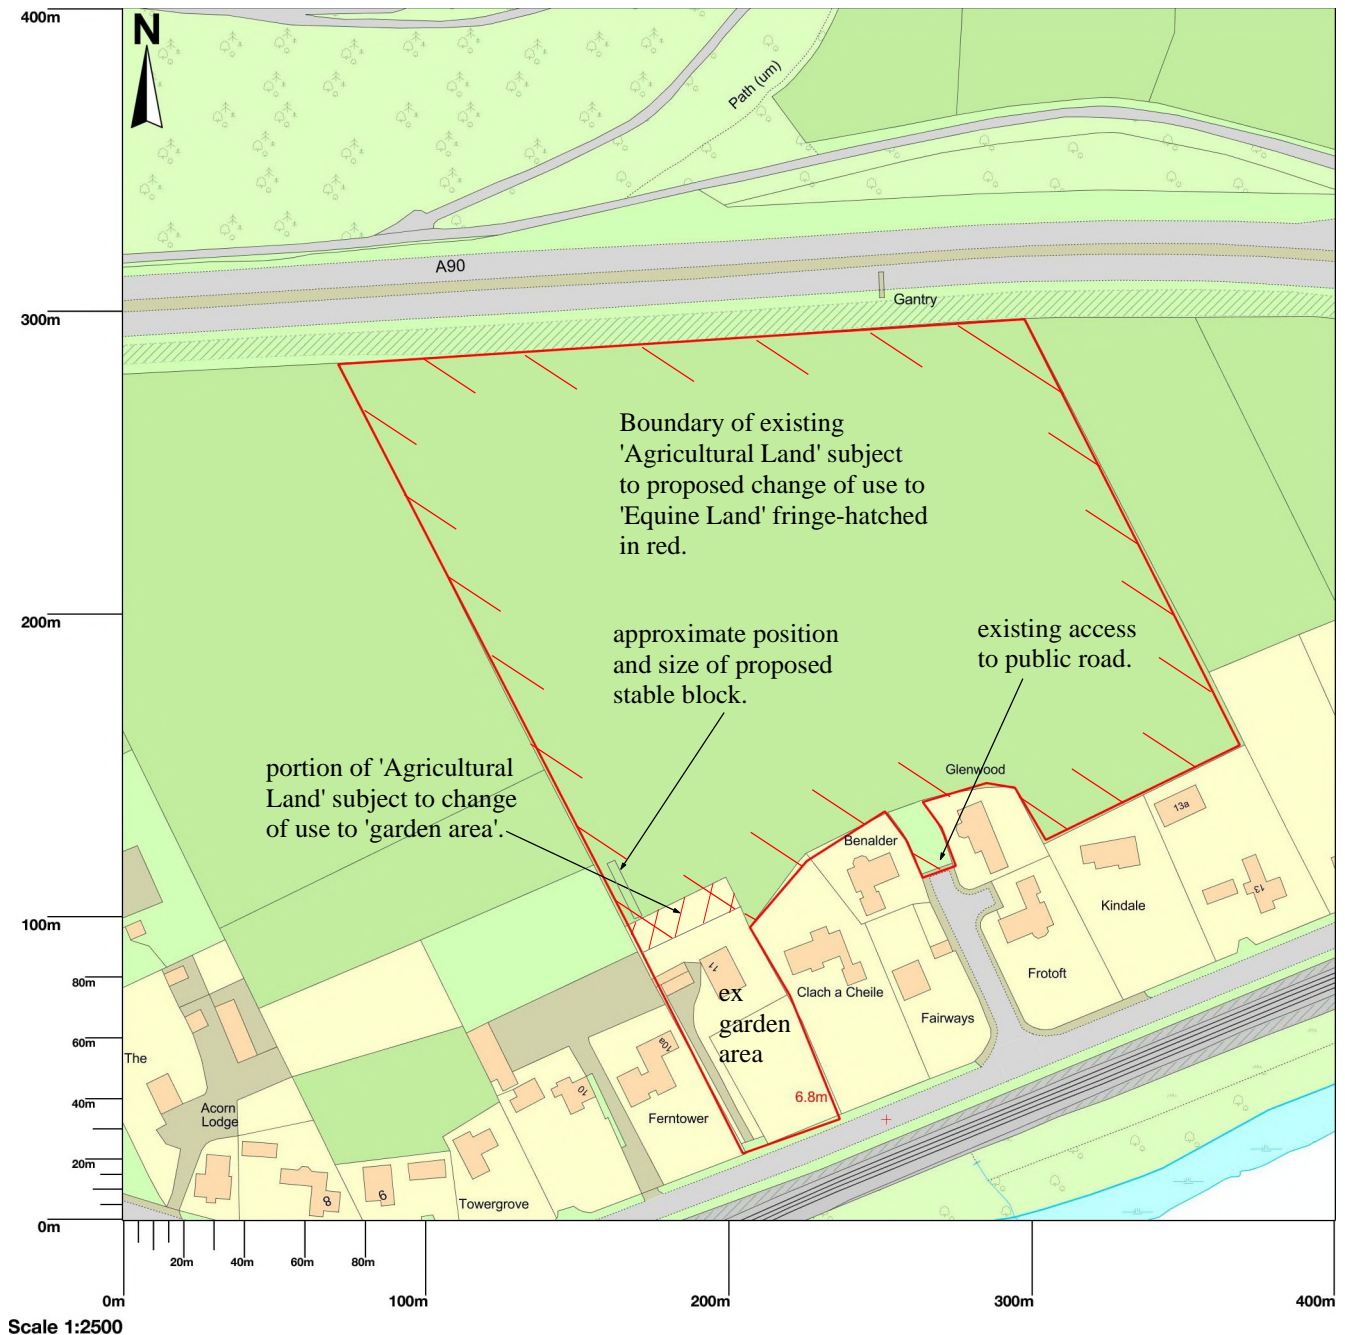 400m
N
Path (um)
A90
Gantry
300m
Boundary of existing
'Agricultural Land' subject
to proposed change of use to
'Equine Land' fringe-hatched
in red.
200m
approximate position
and size of proposed
stable block.
existing access
to public road.
portion of 'Agricultural
Land' subject to change
of use to 'garden area'.
Glenwood
13a
Benalder
13
Kindale
100m
11
Clach a Cheile
Frotoft
Fairways
ex
garden
area
80m
60m
The
10a
10
6.8m
40m
Acorn
Lodge
Ferntower
20m
8
9
Towergrove
0m
20m
40m
60m
80m
0m
100m
200m
300m
400m
Scale 1:2500